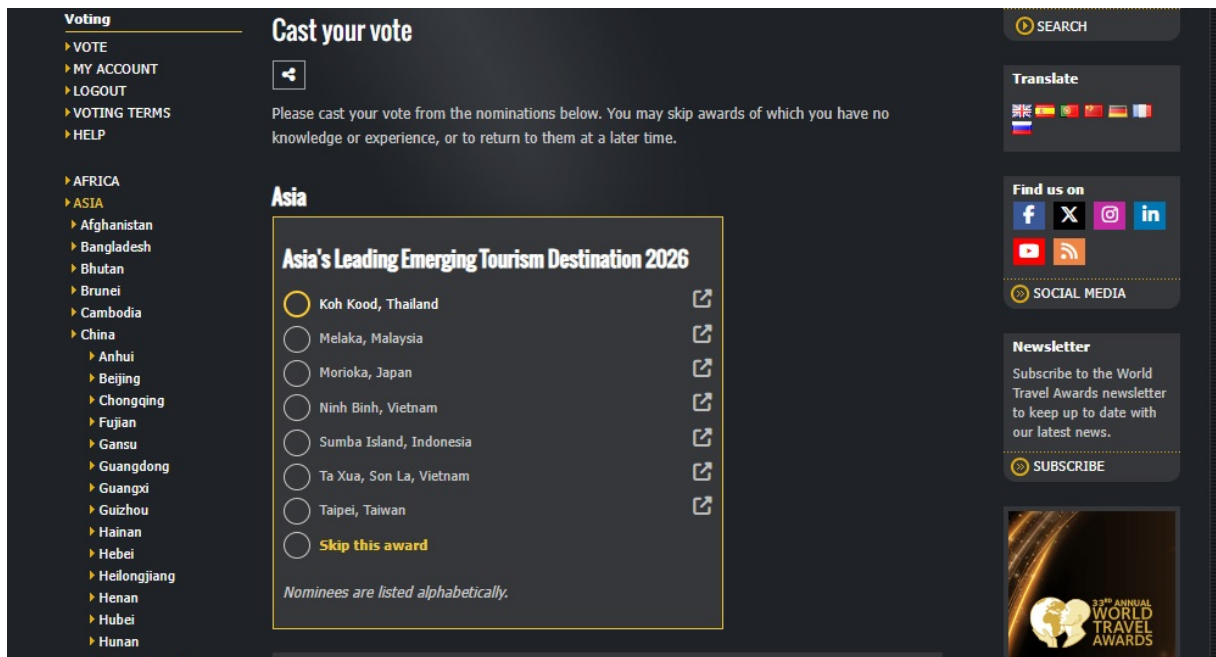 Voting
VOTE
MY ACCOUNT
LOGOUT
VOTING TERMS
HELP
AFRICA
ASIA
Afghanistan
Bangladesh
Bhutan
Brunei
Cambodia
China
Anhui
Beijing
Chongqing
Fujian
Gansu
Guangdong
Guangxi
Guizhou
Hainan
Hebei
Heilongjiang
Henan
Hubei
Hunan
Cast your vote
Please cast your vote from the nominations below. You may skip awards of which you have no
knowledge or experience, or to return to them at a later time.
Asia
Asia's Leading Emerging Tourism Destination 2026
Koh Kood, Thailand
Melaka, Malaysia
Morioka, Japan
Ninh Binh, Vietnam
Sumba Island, Indonesia
Ta Xua, Son La, Vietnam
Taipei, Taiwan
Skip this award
Nominees are listed alphabetically.
SEARCH
Translate
Find us on
SOCIAL MEDIA
Newsletter
Subscribe to the World
Travel Awards newsletter
to keep up to date with
our latest news.
SUBSCRIBE
33RD ANNUAL
WORLD
TRAVEL
AWARDS